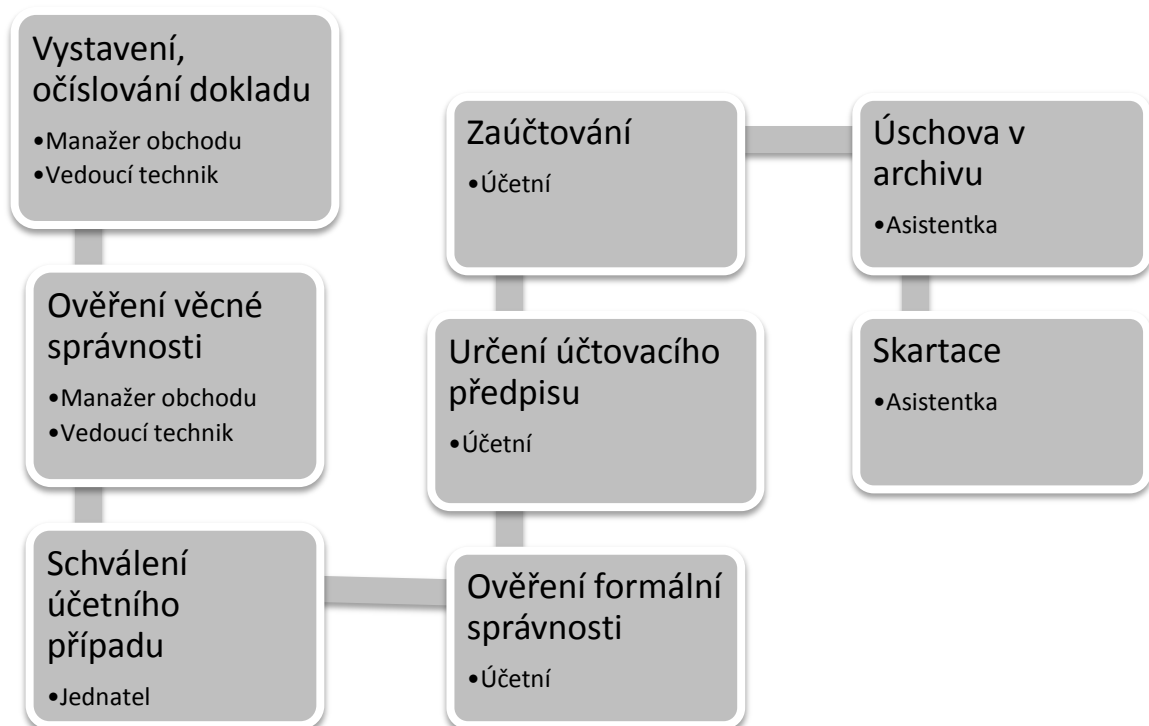 Vystavení,
očíslování dokladu
•Manažer obchodu
•Vedoucí technik
Ověření věcné
správnosti
•Manažer obchodu
•Vedoucí technik
Schválení
účetního
případu
•Jednatel
Ověření formální
správnosti
•Účetní
Určení účtovacího
předpisu
•Účetní
Zaúčtování
•Účetní
Úschova v
archivu
•Asistentka
Skartace
•Asistentka